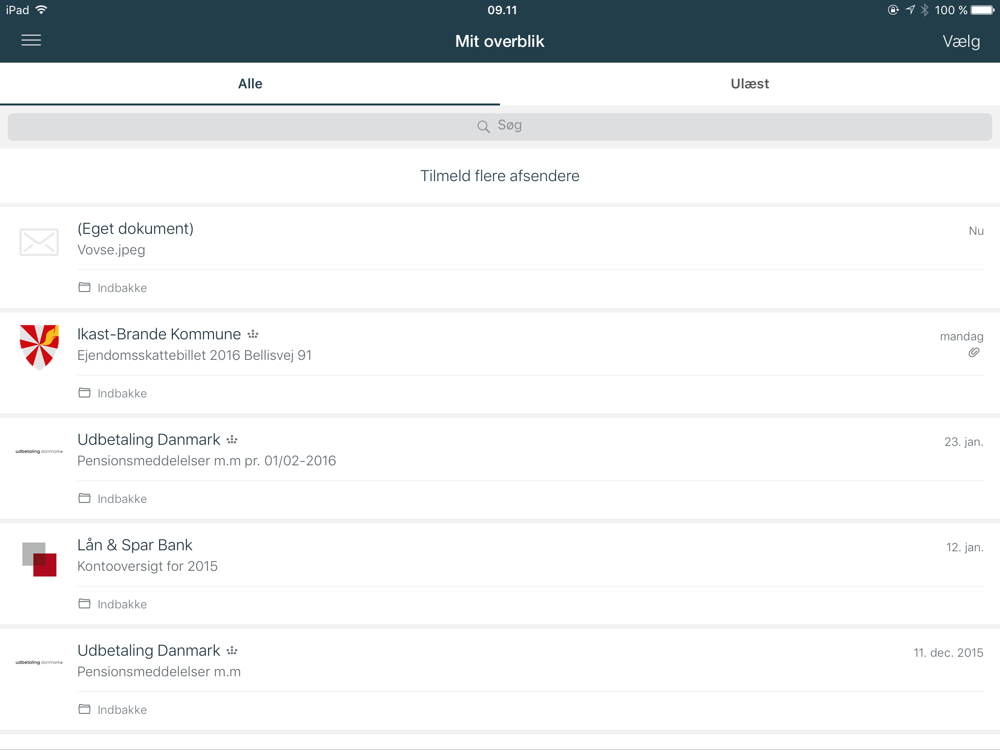 iPad 09.11 100 %
Mit overblik Vælg
Alle Ulæst
Søg
Tilmeld flere afsendere
(Eget dokument) Nu
Vovse.jpeg
Indbakke
Ikast-Brande Kommune mandag
Ejendomsskattebillet 2016 Bellisvej 91
Indbakke
Udbetaling Danmark 23. jan.
udbetaling danmark
Pensionsmeddelelser m.m pr. 01/02-2016
Indbakke
Lån & Spar Bank 12. jan.
Kontooversigt for 2015
Indbakke
Udbetaling Danmark 11. dec. 2015
udbetaling danmark
Pensionsmeddelelser m.m
Indbakke